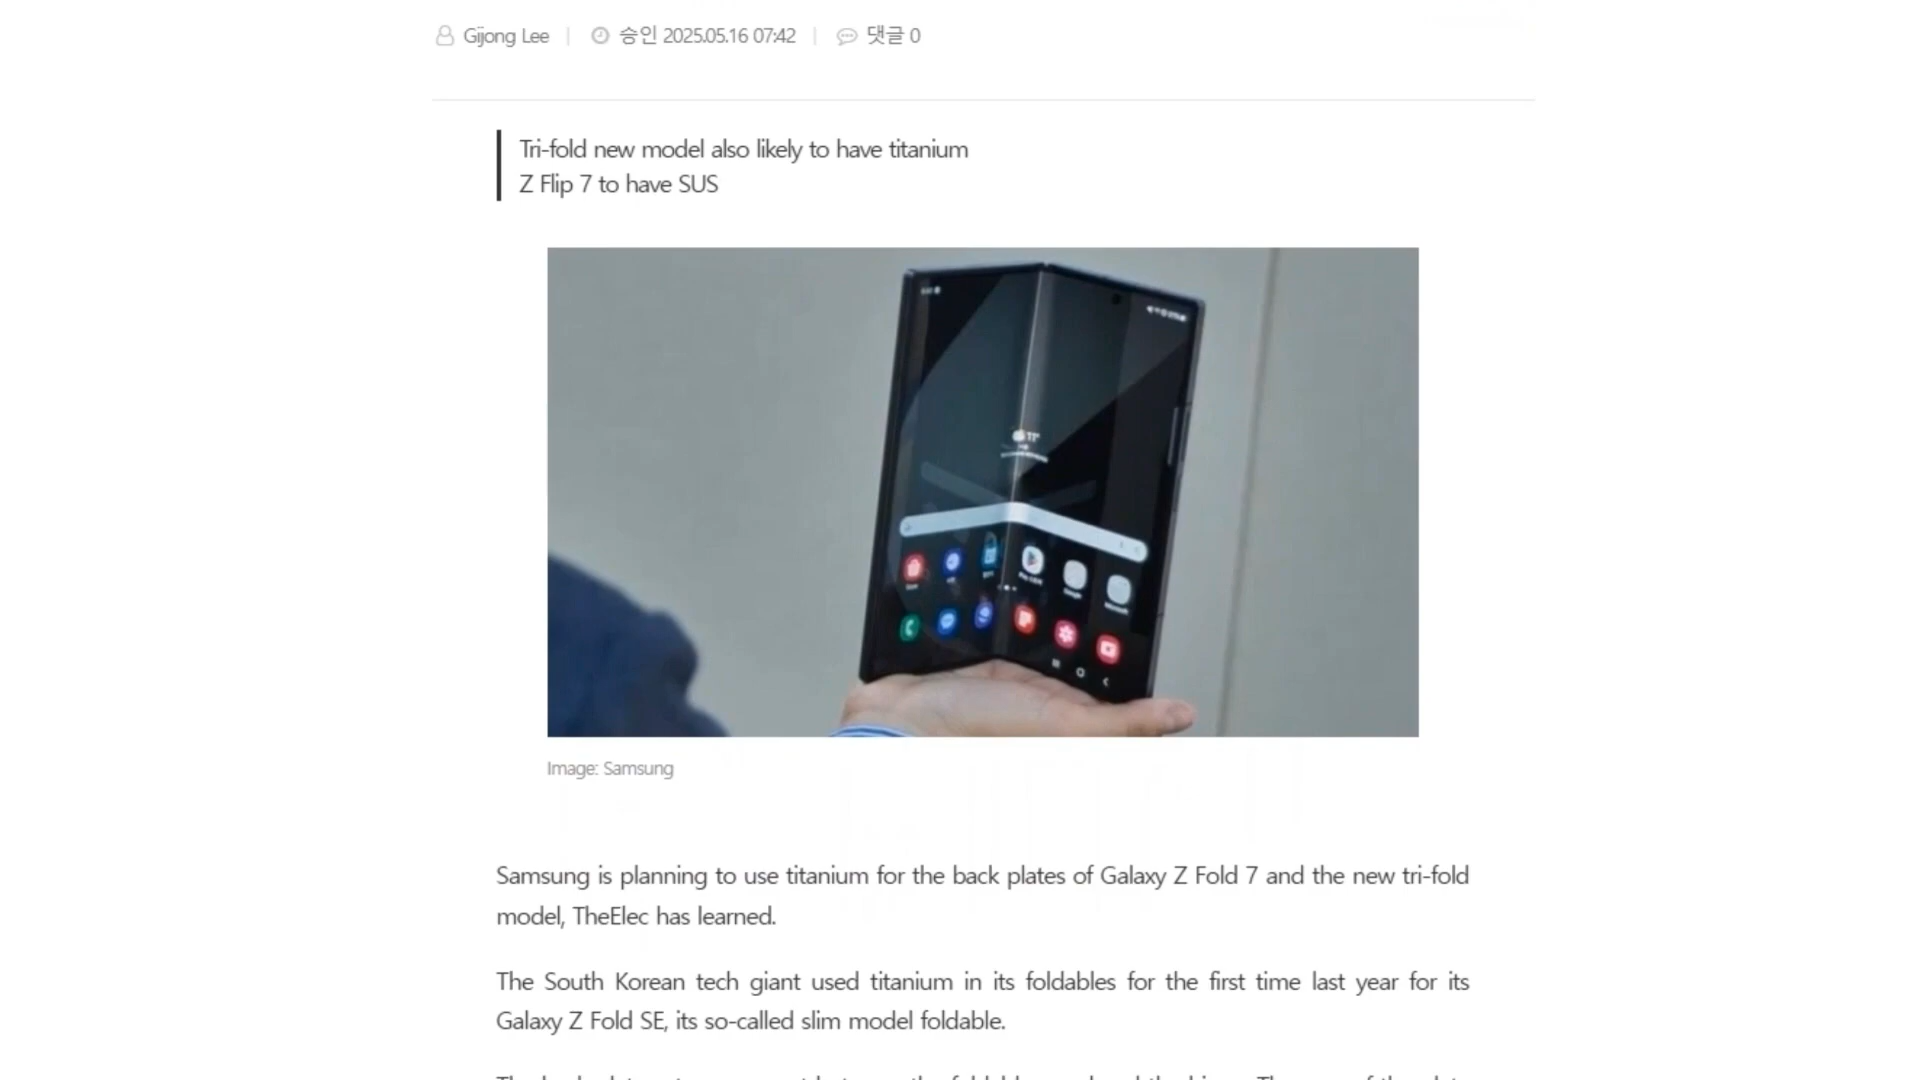 Gijong Lee 승인 2025.05.16 07:42 댓글 0
Tri-fold new model also likely to have titanium
Z Flip 7 to have SUS
11°
Image: Samsung
Samsung is planning to use titanium for the back plates of Galaxy Z Fold 7 and the new tri-fold
model, TheElec has learned.
The South Korean tech giant used titanium in its foldables for the first time last year for its
Galaxy Z Fold SE, its so-called slim model foldable.